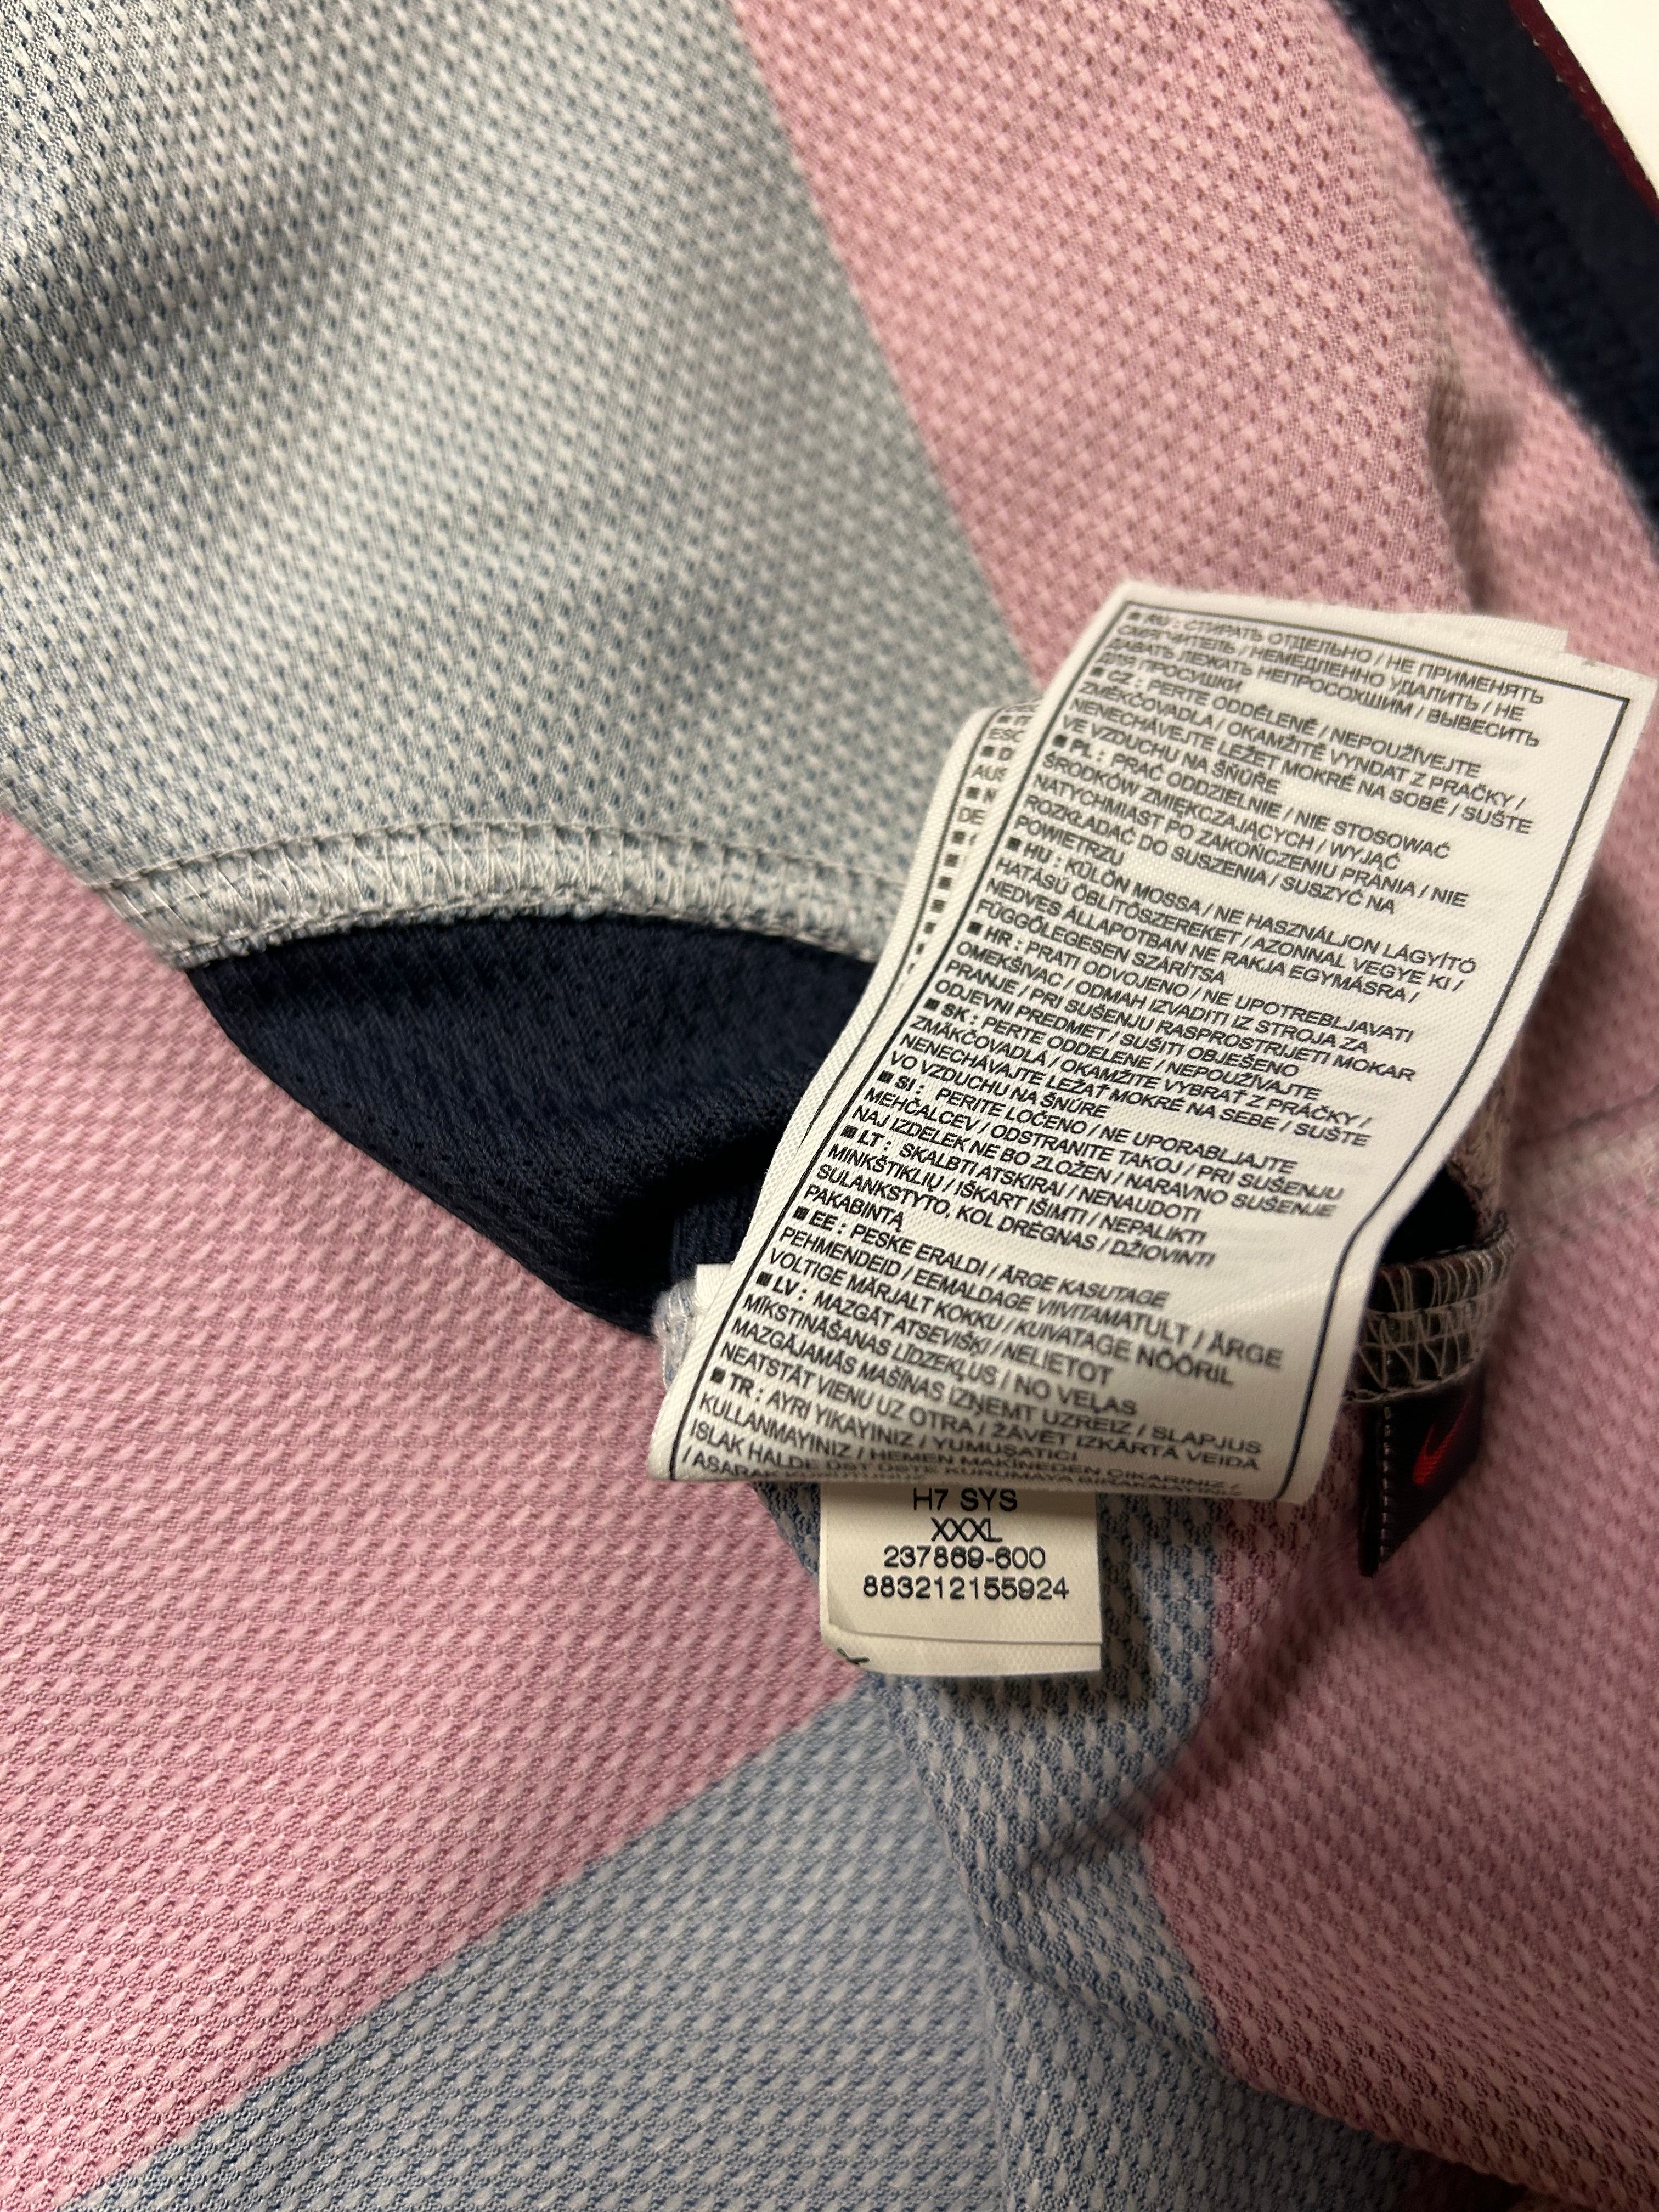 ■ RU : СТИРАТЬ ОТДЕЛЬНО / НЕ ПРИМЕНЯТЬ
СМЯГЧИТЕЛЬ / НЕМЕДЛЕННО УДАЛИТЬ / НЕ
ДАВАТЬ ЛЕЖАТЬ НЕПРОСОХШИМ / ВЫВЕСИТЬ
ДЛЯ ПРОСУШКИ
■ CZ : PERTE ODDĚLENĚ / NEPOUŽÍVEJTE
ZMĚKČOVADLA / OKAMŽITĚ VYNDAT Z PRAČKY /
NENECHÁVEJTE LEŽET MOKRÉ NA SOBĚ / SUŠTE
VE VZDUCHU NA ŠŇŮŘE
■ PL : PRAĆ ODDZIELNIE / NIE STOSOWAĆ
ŚRODKÓW ZMIĘKCZAJĄCYCH / WYJĄĆ
NATYCHMIAST PO ZAKOŃCZENIU PRANIA / NIE
ROZKŁADAĆ DO SUSZENIA / SUSZYĆ NA
POWIETRZU
■ HU : KÜLÖN MOSSA / NE HASZNÁLJON LÁGYÍTÓ
HATÁSÚ ÖBLITŐSZEREKET / AZONNAL VEGYE KI /
NEDVES ÁLLAPOTBAN NE RAKJA EGYMÁSRA /
FÜGGŐLEGESEN SZÁRÍTSA
■ HR : PRATI ODVOJENO / NE UPOTREBLJAVATI
OMEKŠIVAC / ODMAH IZVADITI IZ STROJA ZA
PRANJE / PRI SUŠENJU RASPROSTRIJETI MOKAR
ODJEVNI PREDMET / SUŠITI OBJEŠENO
■ SK : PERTE ODDELENE / NEPOUŽÍVAJTE
ZMÄKČOVADLÁ / OKAMŽITE VYBRAŤ Z PRÁČKY /
NENECHÁVAJTE LEŽAŤ MOKRÉ NA SEBE / SUŠTE
VO VZDUCHU NA ŠNÚRE
■ SI : PERITE LOČENO / NE UPORABLJAJTE
MEHČALCEV / ODSTRANITE TAKOJ / PRI SUŠENJU
NAJ IZDELEK NE BO ZLOŽEN / NARAVNO SUŠENJE
■ LT : SKALBTI ATSKIRAI / NENAUDOTI
MINKŠTIKLIŲ / IŠKART IŠIMTI / NEPALIKTI
SULANKSTYTO, KOL DRĖGNAS / DŽIOVINTI
PAKABINTĄ
■ EE : PESKE ERALDI / ÄRGE KASUTAGE
PEHMENDEID / EEMALDAGE VIIVITAMATULT / ÄRGE
VOLTIGE MÄRJALT KOKKU / KUIVATAGE NÖÖRIL
■ LV : MAZGĀT ATSEVIŠĶI / NELIETOT
MĪKSTINĀŠANAS LĪDZEKĻUS / NO VEĻAS
MAZGĀJAMĀS MAŠĪNAS IZŅEMT UZREIZ / SLAPJUS
NEATSTĀT VIENU UZ OTRA / ŽĀVĒT IZKĀRTĀ VEIDĀ
■ TR : AYRI YIKAYINIZ / YUMUŞATICI
KULLANMAYINIZ / HEMEN MAKİNEDEN ÇIKARINIZ /
ISLAK HALDE ÜST ÜSTE KURUMAYA BIRAKMAYINIZ
/ ASARAK
H7 SYS
XXXL
237869-600
883212155924